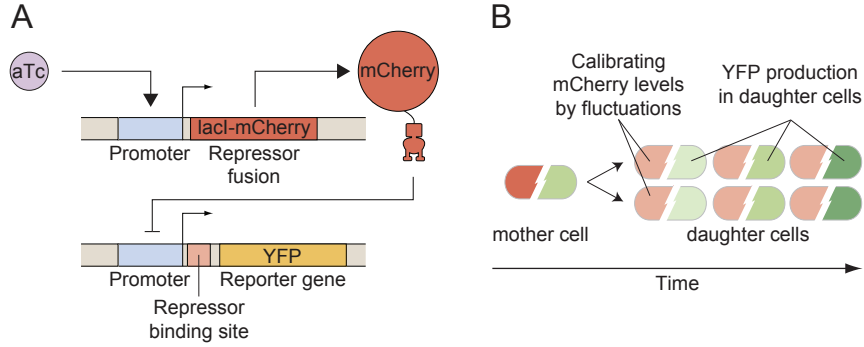 A
aTc
mCherry
lacI-mCherry
Promoter
Repressor
fusion
YFP
Promoter
Reporter gene
Repressor
binding site
B
Calibrating
mCherry levels
by fluctuations
YFP production
in daughter cells
mother cell
daughter cells
Time